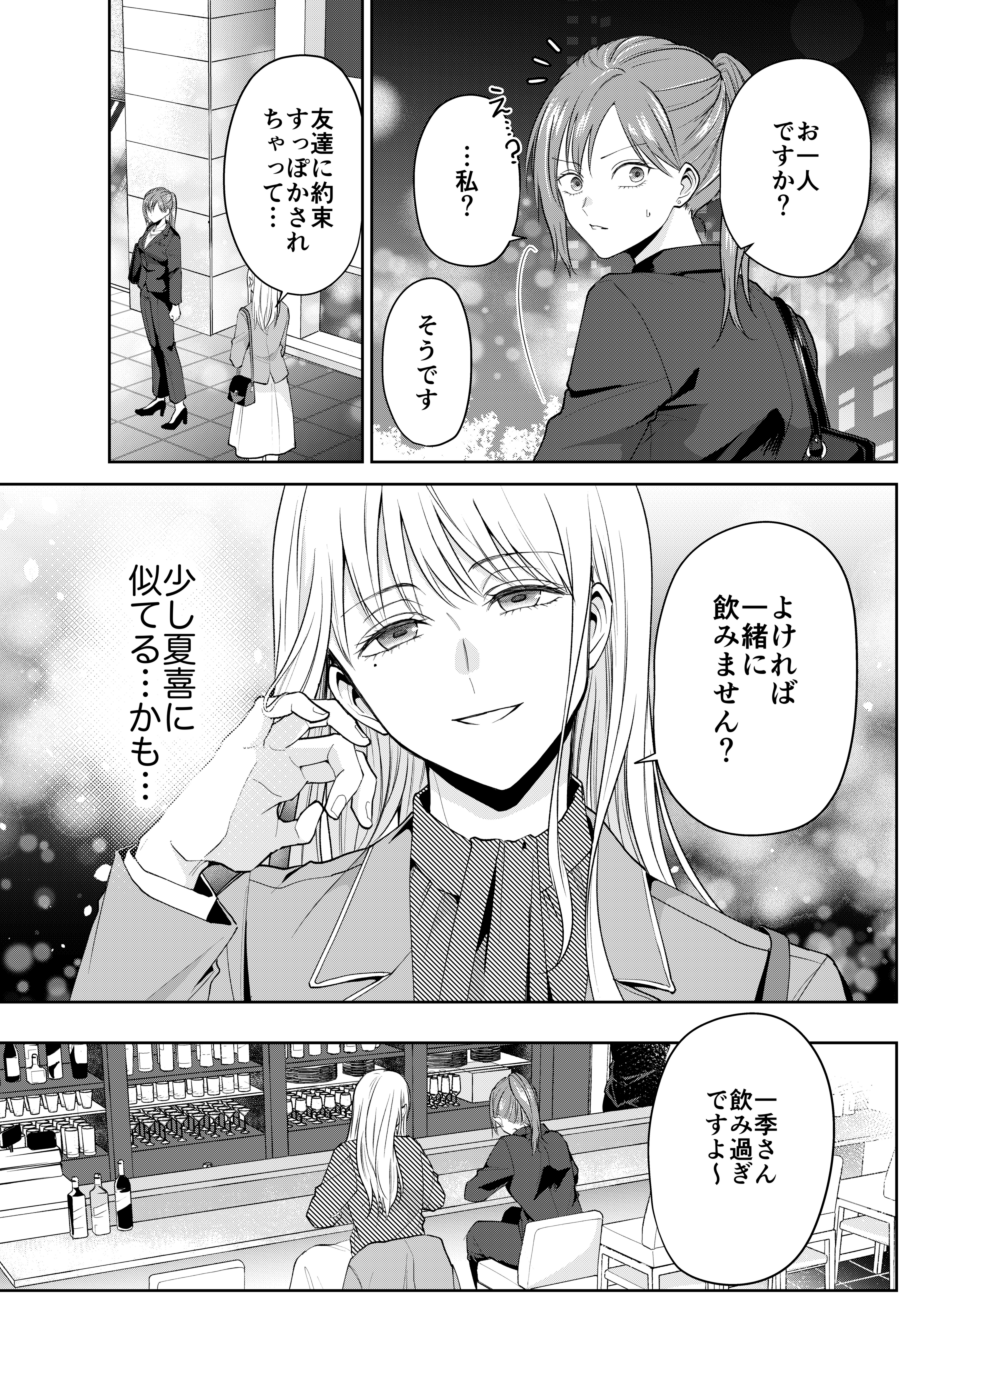 お一人
ですか？
え…？
…私？
そうです
友達に約束
すっぽかされ
ちゃって…
よければ
一緒に
飲みません？
少し夏喜に
似てる…かも…
一季さん
飲み過ぎ
ですよ～